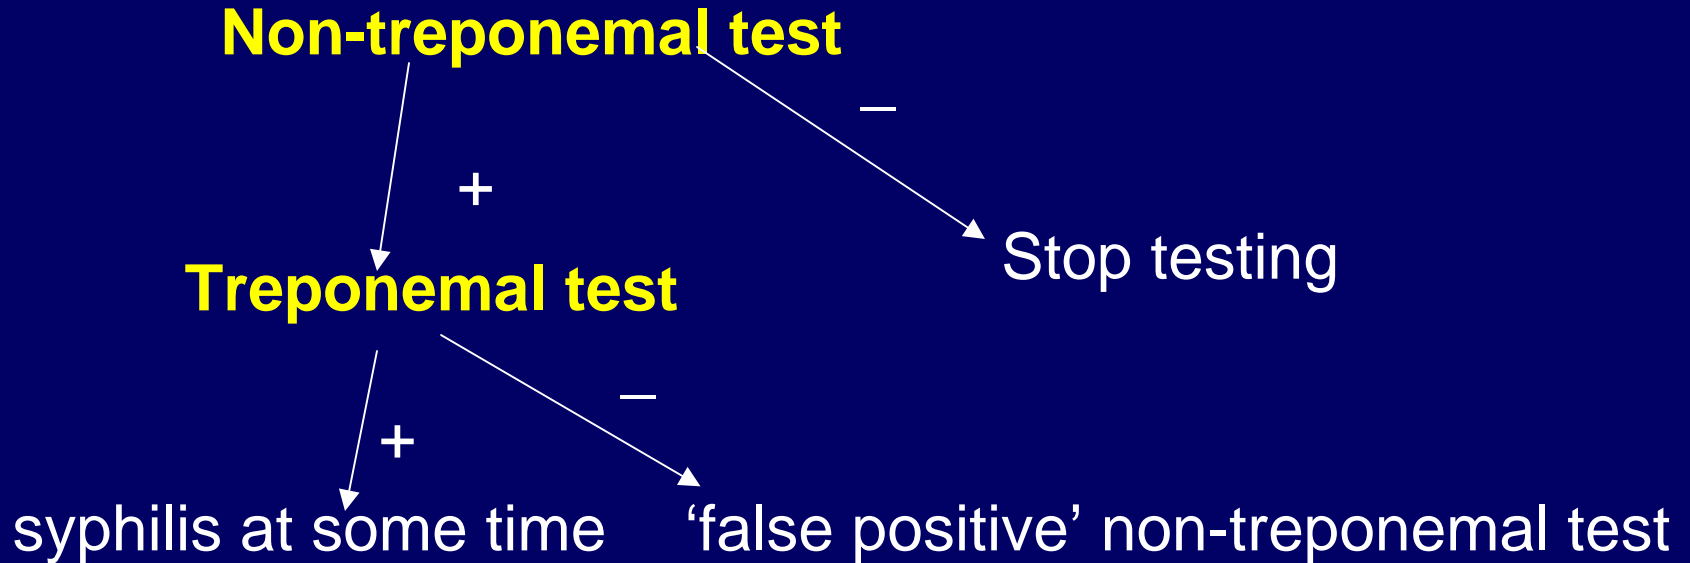 Non-treponemal test
–
+
Stop testing
Treponemal test
–
+
syphilis at some time ‘false positive’ non-treponemal test